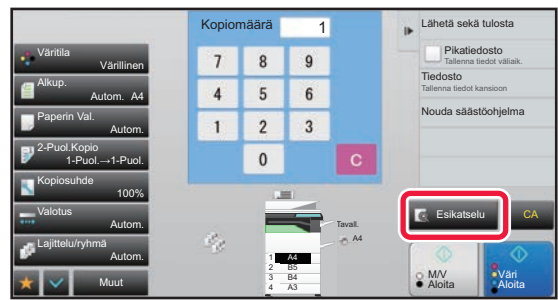 Väritila
Värillinen
Alkup.
Autom. A4
Paperin Val.
Autom.
2-Puol.Kopio
1-Puol.→1-Puol.
Kopiosuhde
100%
Valotus
Autom.
Lajittelu/ryhmä
Autom.
Muut
Kopiomäärä 1
7 8 9
4 5 6
1 2 3
0 C
Tavall.
A4
1 A4
2 B5
3 B4
4 A3
Lähetä sekä tulosta
Pikatiedosto
Tallenna tiedot väliaik.
Tiedosto
Tallenna tiedot kansioon
Nouda säästöohjelma
Esikatselu
CA
M/V
Aloita
Väri
Aloita